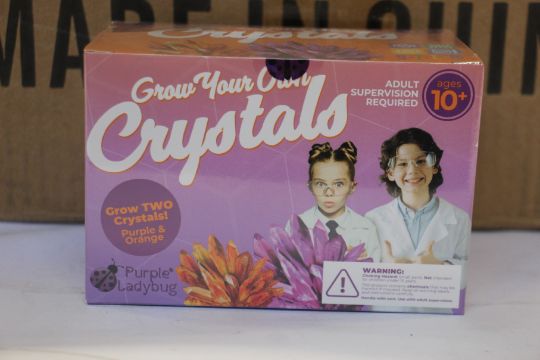 MADE IN CHIN
Crystals
Grow Your Own
Crystals
ADULT
SUPERVISION
REQUIRED
ages
10+
Grow TWO
Crystals!
Purple &
Orange
Purple
Ladybug
WARNING: